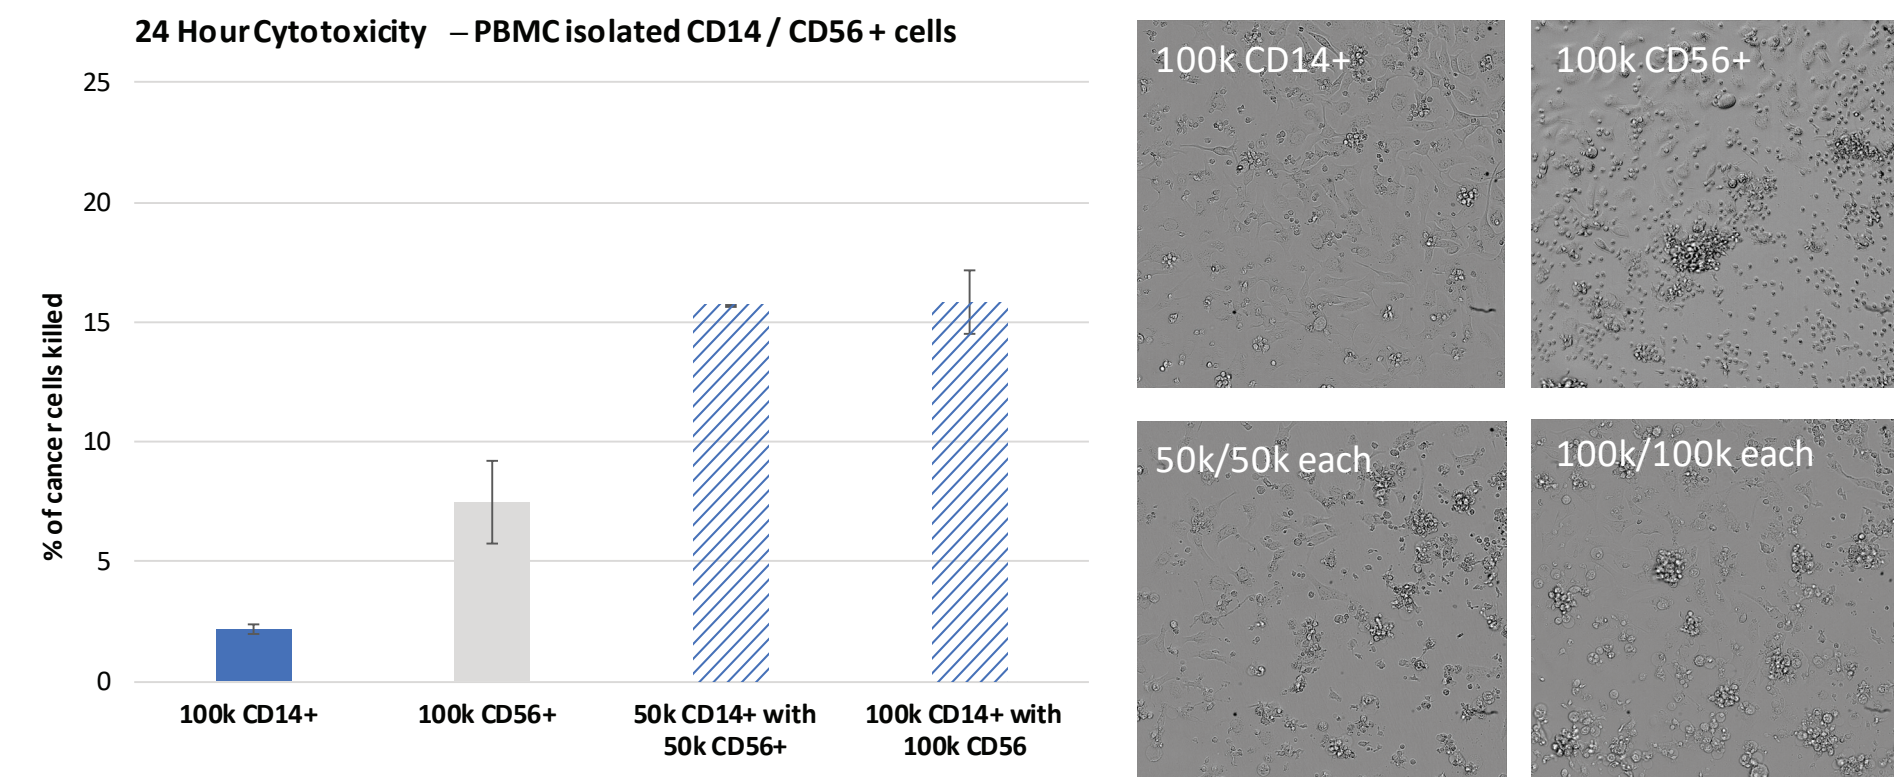 24 Hour Cytotoxicity – PBMC isolated CD14 / CD56 + cells
25
20
15
10
5
0
% of cancer cells killed
100k CD14+
100k CD56+
50k CD14+ with
50k CD56+
100k CD14+ with
100k CD56
100k CD14+
100k CD56+
50k/50k each
100k/100k each